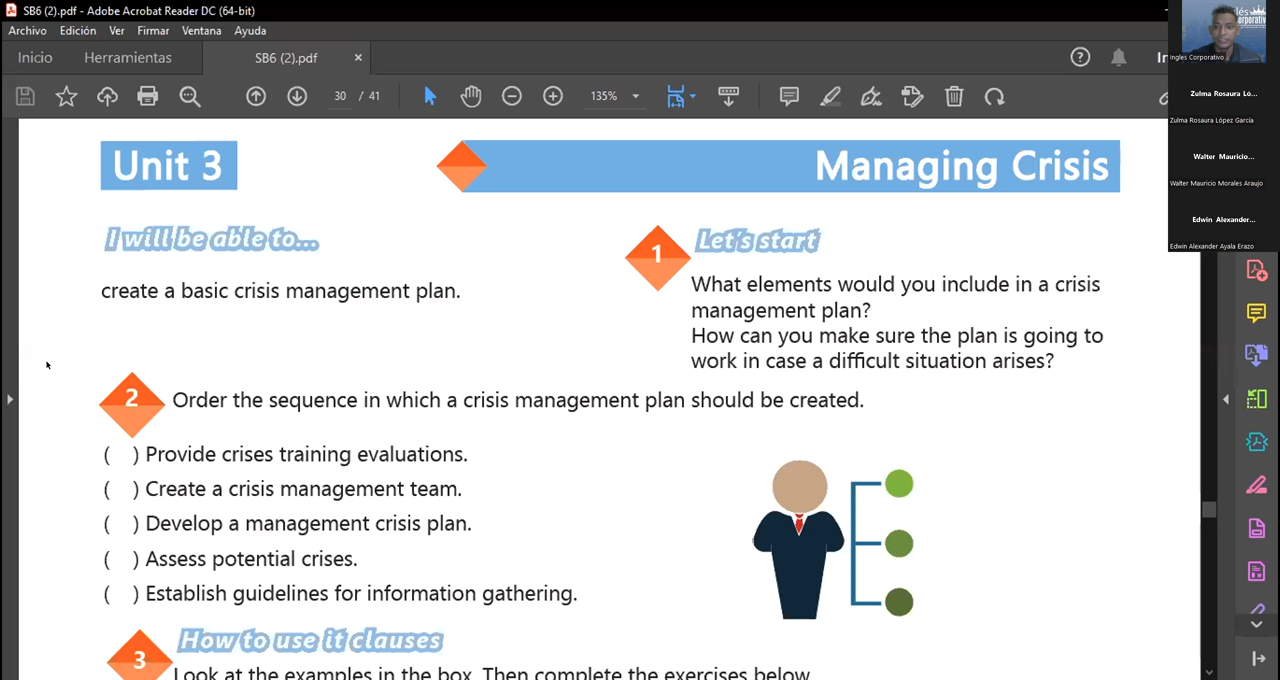 SB6 (2).pdf - Adobe Acrobat Reader DC (64-bit)
Archivo Edición Ver Firmar Ventana Ayuda
Inicio Herramientas SB6 (2).pdf ×
30 / 41 135%
Ingles Corporativo
Zulma Rosaura Ló...
Zulma Rosaura López García
Walter Mauricio...
Walter Mauricio Morales Araujo
Edwin Alexander...
Edwin Alexander Ayala Erazo
Unit 3
Managing Crisis
I will be able to...
create a basic crisis management plan.
1
Let's start
What elements would you include in a crisis
management plan?
How can you make sure the plan is going to
work in case a difficult situation arises?
2
Order the sequence in which a crisis management plan should be created.
( ) Provide crises training evaluations.
( ) Create a crisis management team.
( ) Develop a management crisis plan.
( ) Assess potential crises.
( ) Establish guidelines for information gathering.
3
How to use it clauses
Look at the examples in the box. Then complete the exercises below